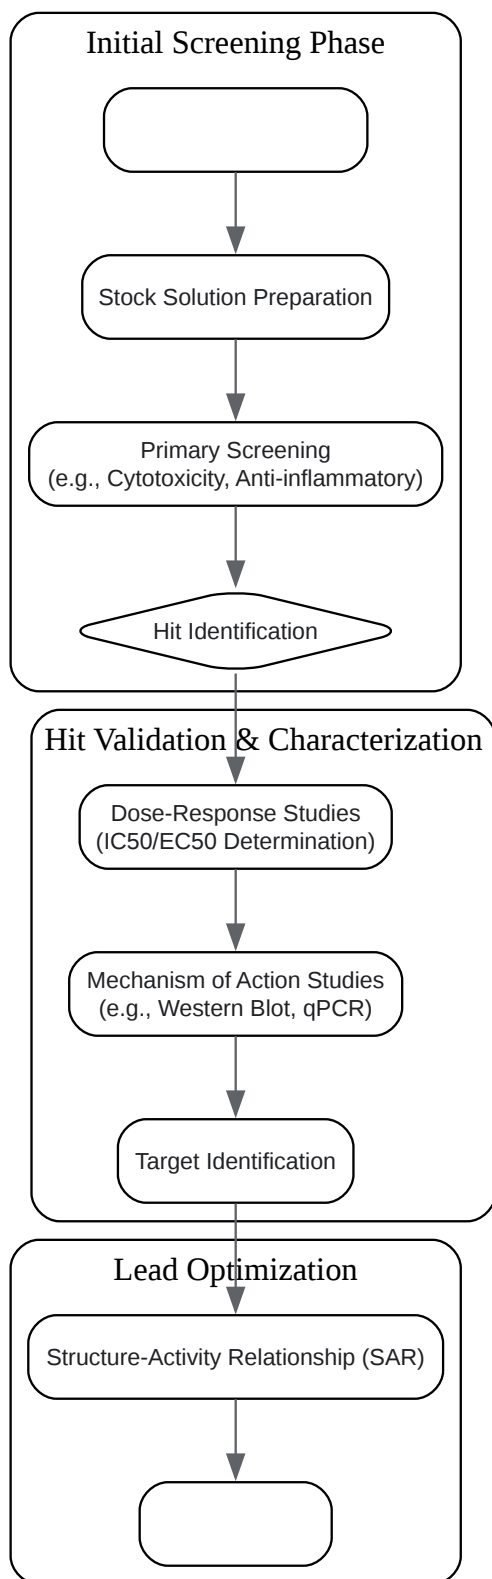 Initial Screening Phase
Stock Solution Preparation
Primary Screening
(e.g., Cytotoxicity, Anti-inflammatory)
Hit Identification
Hit Validation & Characterization
Dose-Response Studies
(IC50/EC50 Determination)
Mechanism of Action Studies
(e.g., Western Blot, qPCR)
Target Identification
Lead Optimization
Structure-Activity Relationship (SAR)